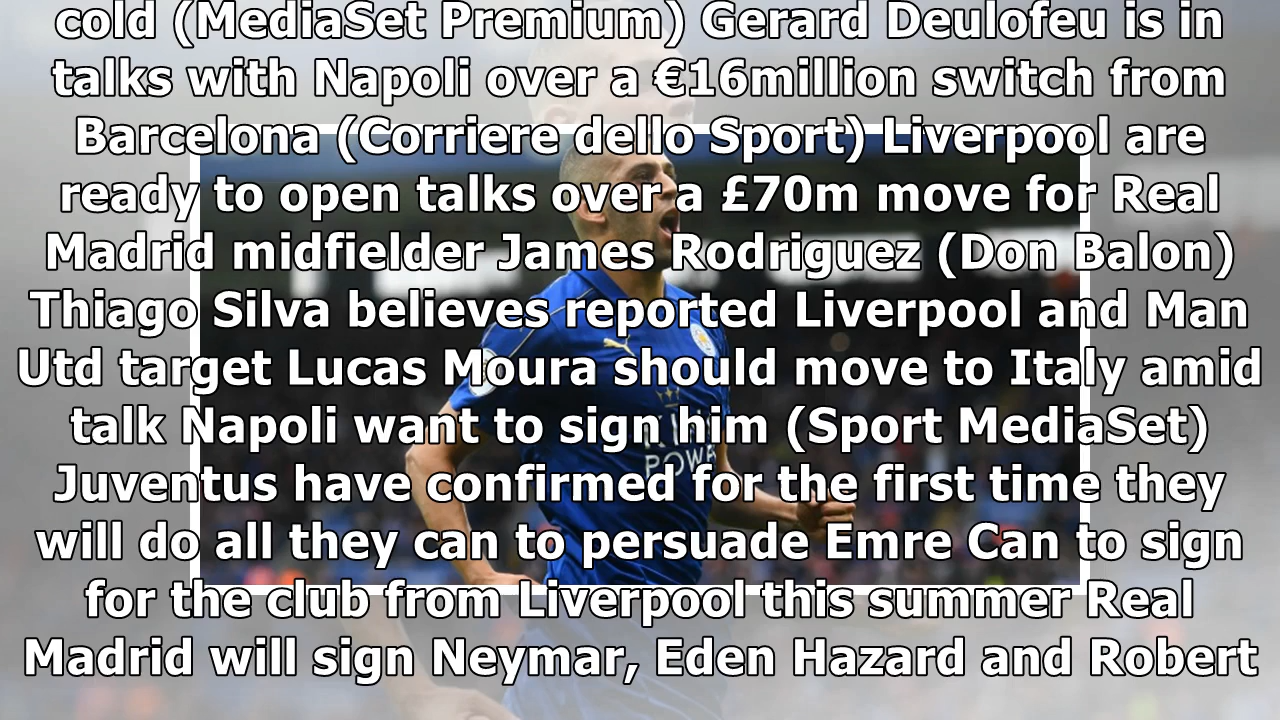 cold (MediaSet Premium) Gerard Deulofeu is in
talks with Napoli over a €16million switch from
Barcelona (Corriere dello Sport) Liverpool are
ready to open talks over a £70m move for Real
Madrid midfielder James Rodriguez (Don Balon)
Thiago Silva believes reported Liverpool and Man
Utd target Lucas Moura should move to Italy amid
talk Napoli want to sign him (Sport MediaSet)
Juventus have confirmed for the first time they
will do all they can to persuade Emre Can to sign
for the club from Liverpool this summer Real
Madrid will sign Neymar, Eden Hazard and Robert
KING
POWER